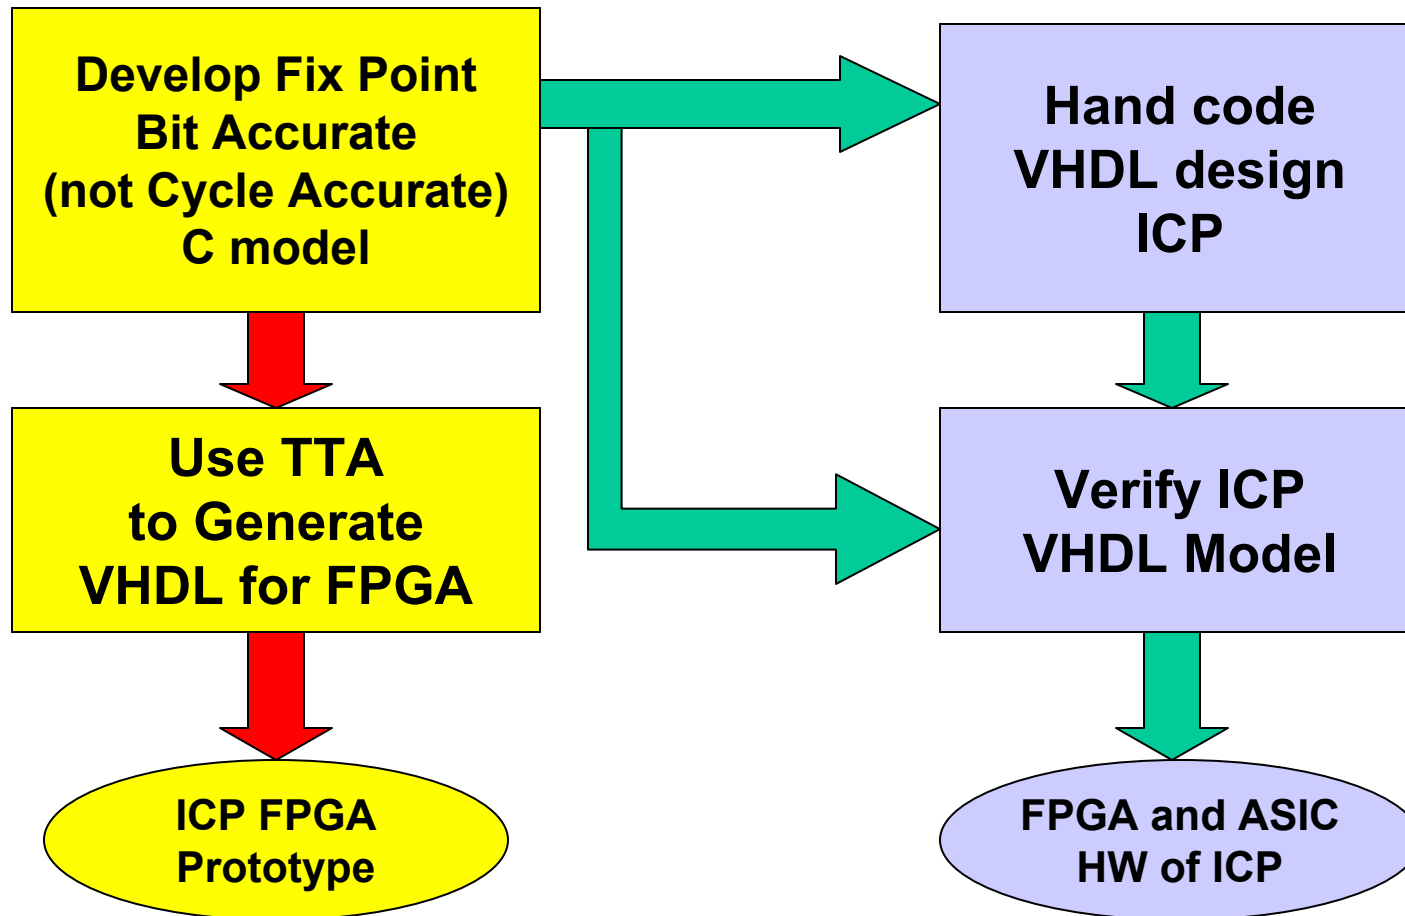 Develop Fix Point
Bit Accurate
(not Cycle Accurate)
C model
Hand code
VHDL design
ICP
Use TTA
to Generate
VHDL for FPGA
Verify ICP
VHDL Model
ICP FPGA
Prototype
FPGA and ASIC
HW of ICP